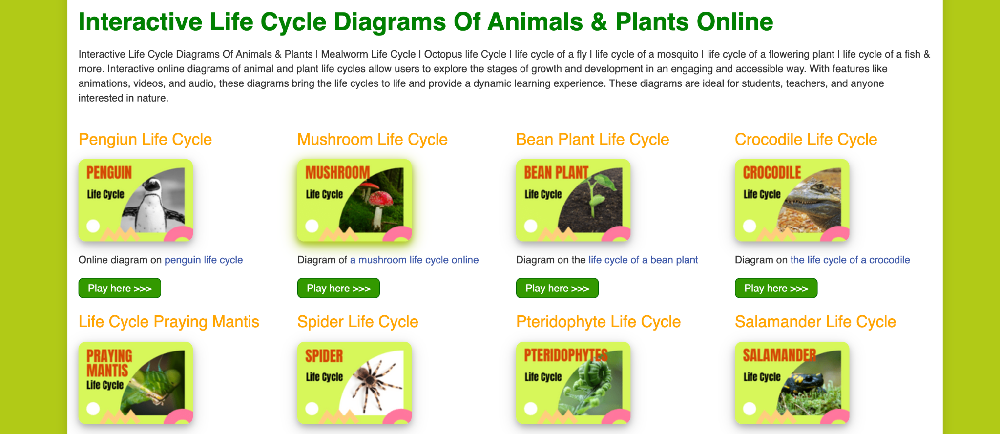 Interactive Life Cycle Diagrams Of Animals & Plants Online
Interactive Life Cycle Diagrams Of Animals & Plants I Mealworm Life Cycle | Octopus life Cycle | life cycle of a fly I life cycle of a mosquito | life cycle of a flowering plant I life cycle of a fish &
more. Interactive online diagrams of animal and plant life cycles allow users to explore the stages of growth and development in an engaging and accessible way. With features like
animations, videos, and audio, these diagrams bring the life cycles to life and provide a dynamic learning experience. These diagrams are ideal for students, teachers, and anyone
interested in nature.
Pengiun Life Cycle
PENGUIN
Life Cycle
Online diagram on penguin life cycle
Play here >>>
Mushroom Life Cycle
MUSHROOM
Life Cycle
Diagram of a mushroom life cycle online
Play here >>>
Bean Plant Life Cycle
BEAN PLANT
Life Cycle
Diagram on the life cycle of a bean plant
Play here >>>
Crocodile Life Cycle
CROCODILE
Life Cycle
Diagram on the life cycle of a crocodile
Play here >>>
Life Cycle Praying Mantis
PRAYING
MANTIS
Life Cycle
Spider Life Cycle
SPIDER
Life Cycle
Pteridophyte Life Cycle
PTERIDOPHYTES
Life Cycle
Salamander Life Cycle
SALAMANDER
Life Cycle